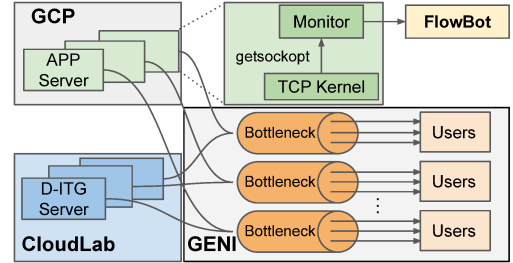 GCP
APP
Server
Monitor
FlowBot
getsockopt
TCP Kernel
D-ITG
Server
CloudLab
GENI
Bottleneck
Users
Bottleneck
Users
...
Bottleneck
Users